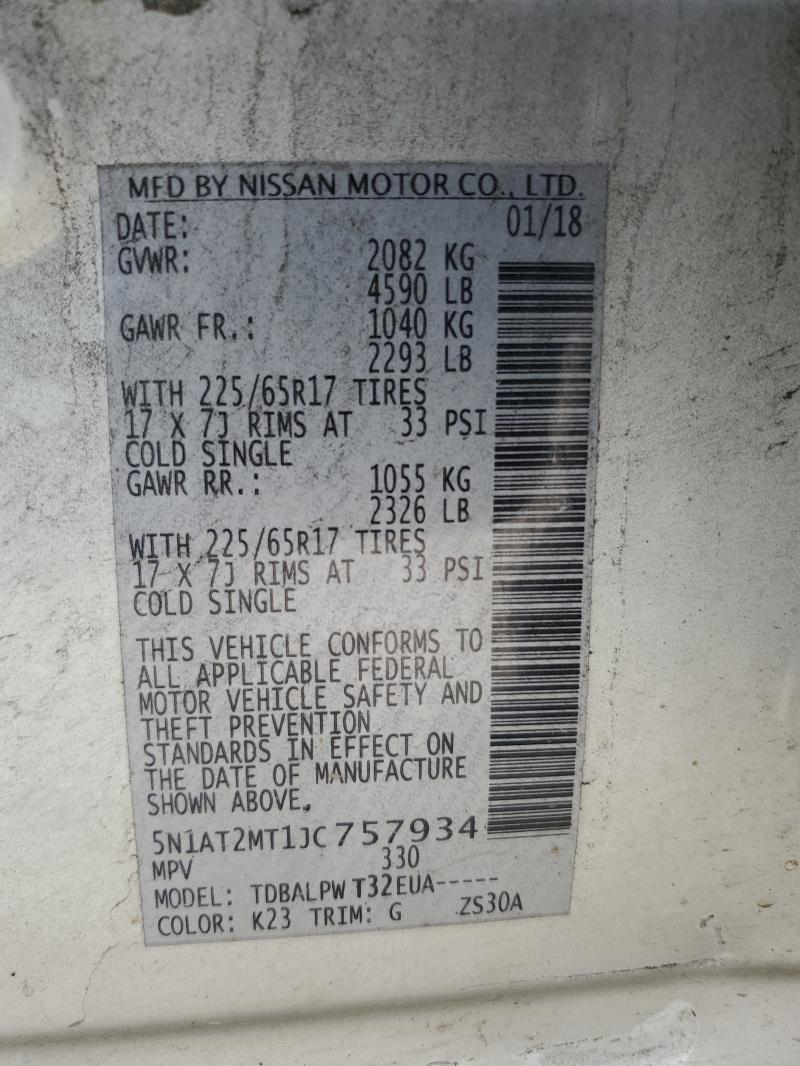 MFD BY NISSAN MOTOR CO., LTD.
DATE: 01/18
GVWR: 2082 KG
4590 LB
GAWR FR.: 1040 KG
2293 LB
WITH 225/65R17 TIRES
17 X 7J RIMS AT 33 PSI
COLD SINGLE
GAWR RR.: 1055 KG
2326 LB
WITH 225/65R17 TIRES
17 X 7J RIMS AT 33 PSI
COLD SINGLE
THIS VEHICLE CONFORMS TO
ALL APPLICABLE FEDERAL
MOTOR VEHICLE SAFETY AND
THEFT PREVENTION
STANDARDS IN EFFECT ON
THE DATE OF MANUFACTURE
SHOWN ABOVE.
5N1AT2MT1JC757934
MPV 330
MODEL: TDBALPW T32EUA-----
COLOR: K23 TRIM: G ZS30A